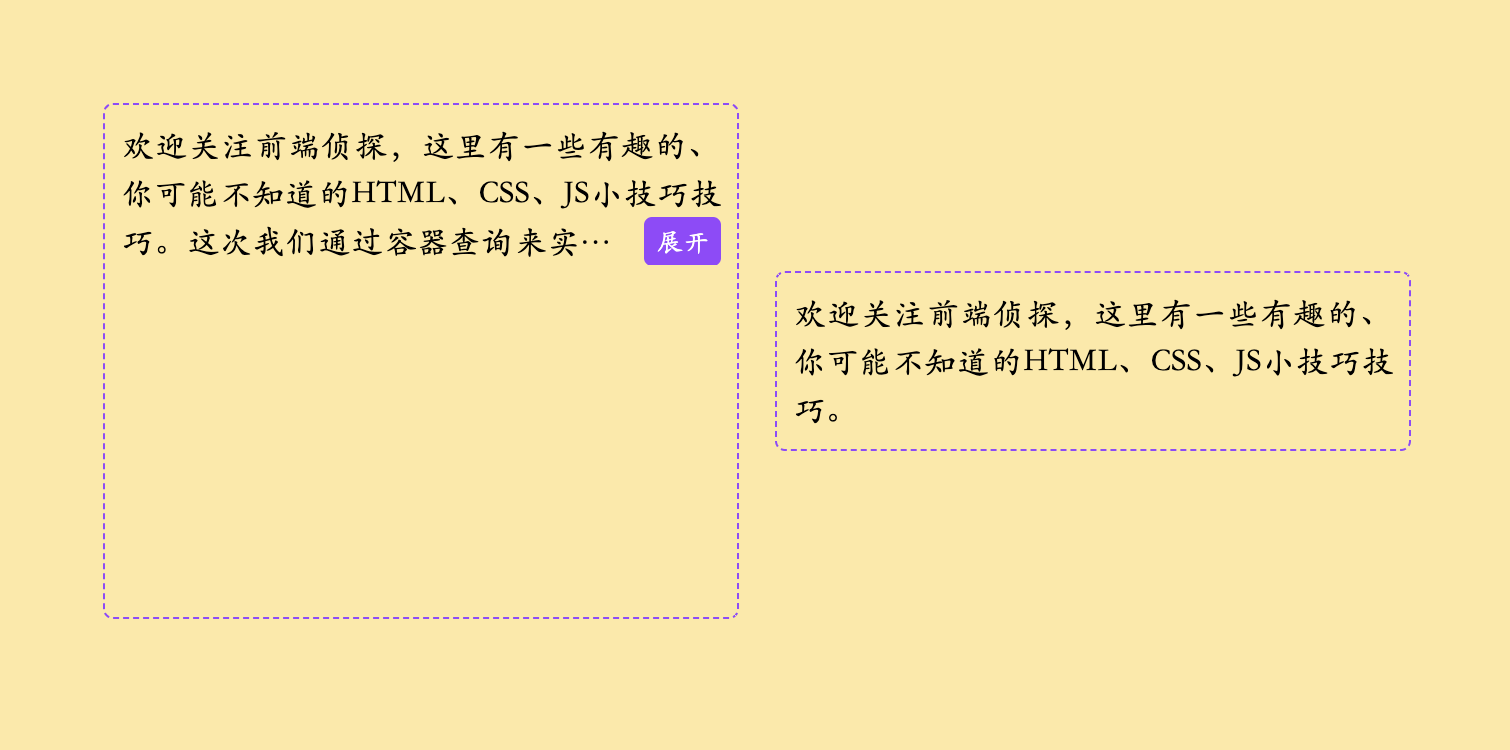 欢迎关注前端侦探，这里有一些有趣的、
你可能不知道的HTML、CSS、JS小技巧技
巧。这次我们通过容器查询来实… 展开
欢迎关注前端侦探，这里有一些有趣的、
你可能不知道的HTML、CSS、JS小技巧技
巧。